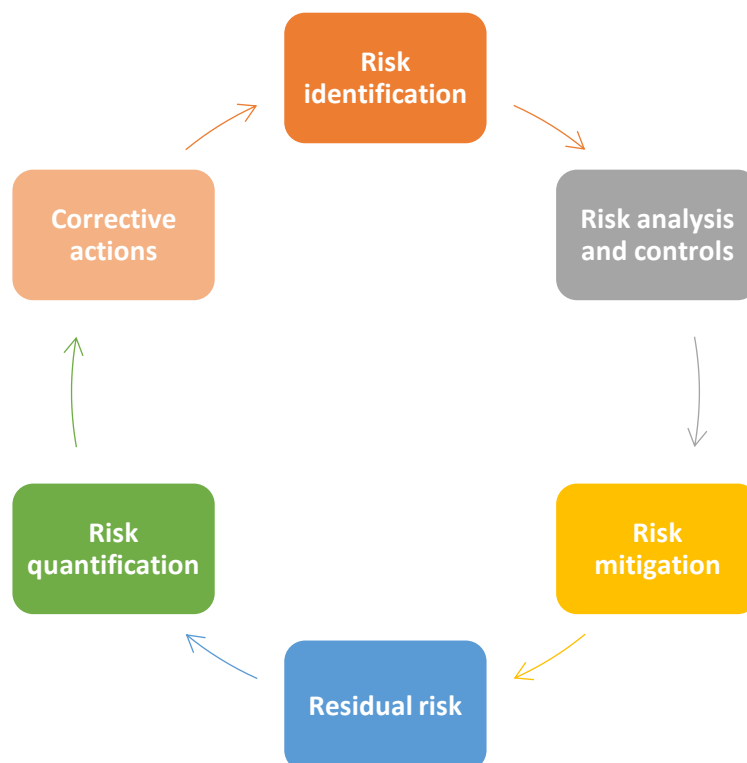 Risk
identification
Risk analysis
and controls
Risk
mitigation
Residual risk
Risk
quantification
Corrective
actions